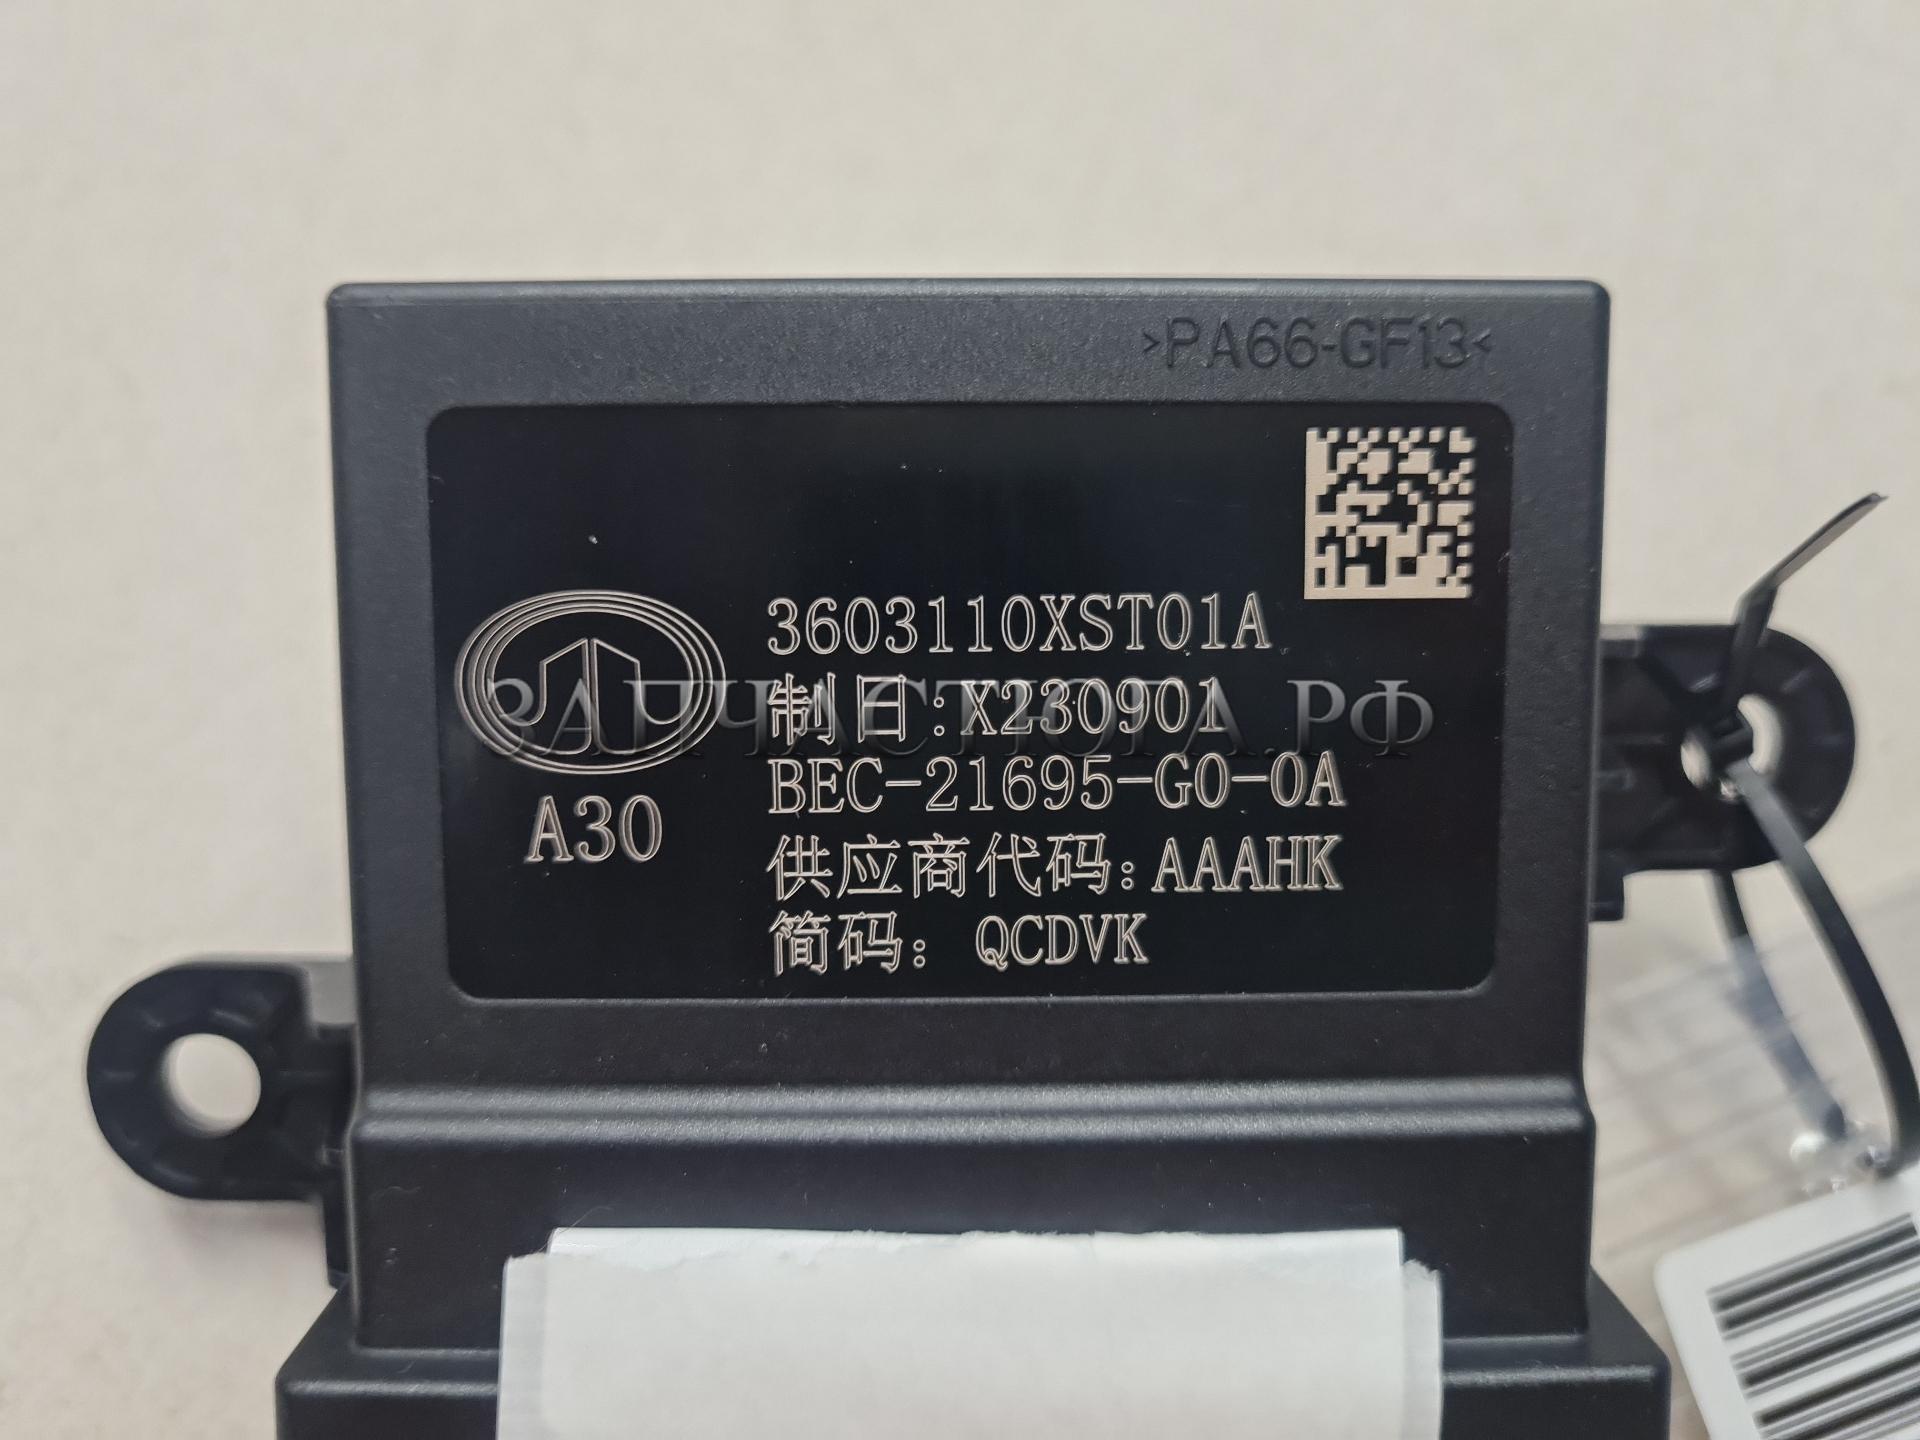 >PA66-GF13<
3603110XST01A
制日:X230901
ЗАПЧАСТЮГА.РФ
BEC-21695-G0-0A
A30
供应商代码:AAAHK
简码: QCDVK